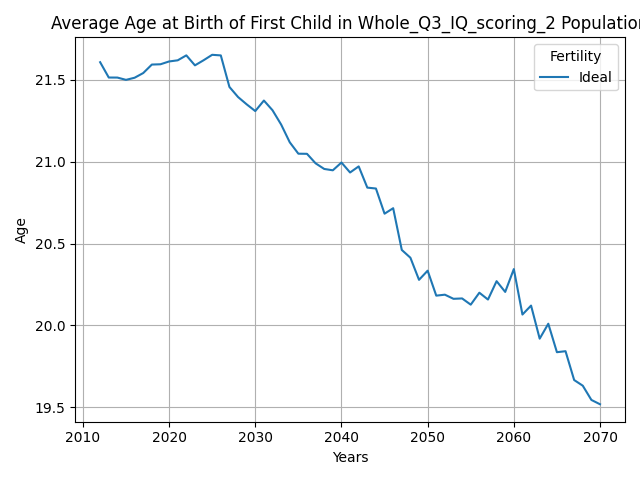 Average Age at Birth of First Child in Whole_Q3_IQ_scoring_2 Population
Fertility
Ideal
21.5
21.0
20.5
20.0
19.5
Age
2010 2020 2030 2040 2050 2060 2070
Years